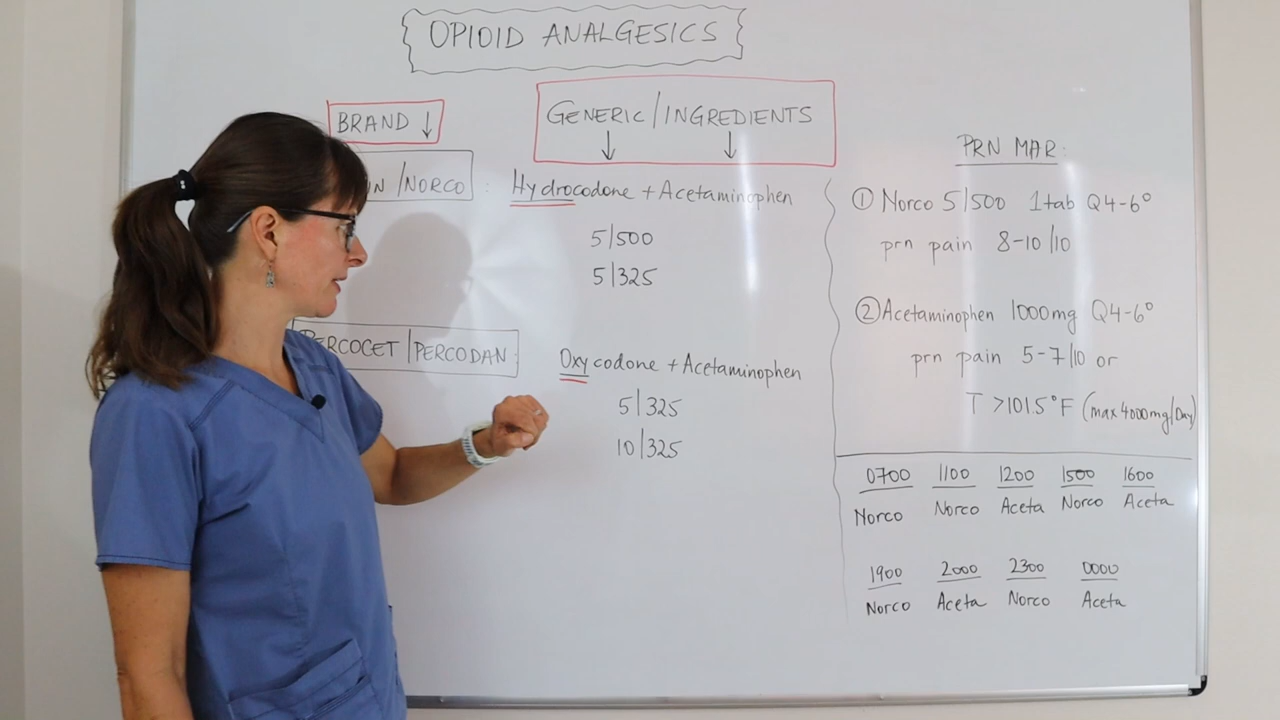 OPIOID ANALGESICS
BRAND ↓
GENERIC/INGREDIENTS
↓ ↓
/NORCO : Hydrocodone + Acetaminophen
5/500
5/325
PERCOCET/PERCODAN : Oxycodone + Acetaminophen
5/325
10/325
PRN MAR:
① Norco 5/500 1tab Q4-6°
prn pain 8-10/10
② Acetaminophen 1000mg Q4-6°
prn pain 5-7/10 or
T >101.5°F (max 4000mg/Day)
0700 1100 1200 1500 1600
Norco Norco Aceta Norco Aceta
1900 2000 2300 0000
Norco Aceta Norco Aceta